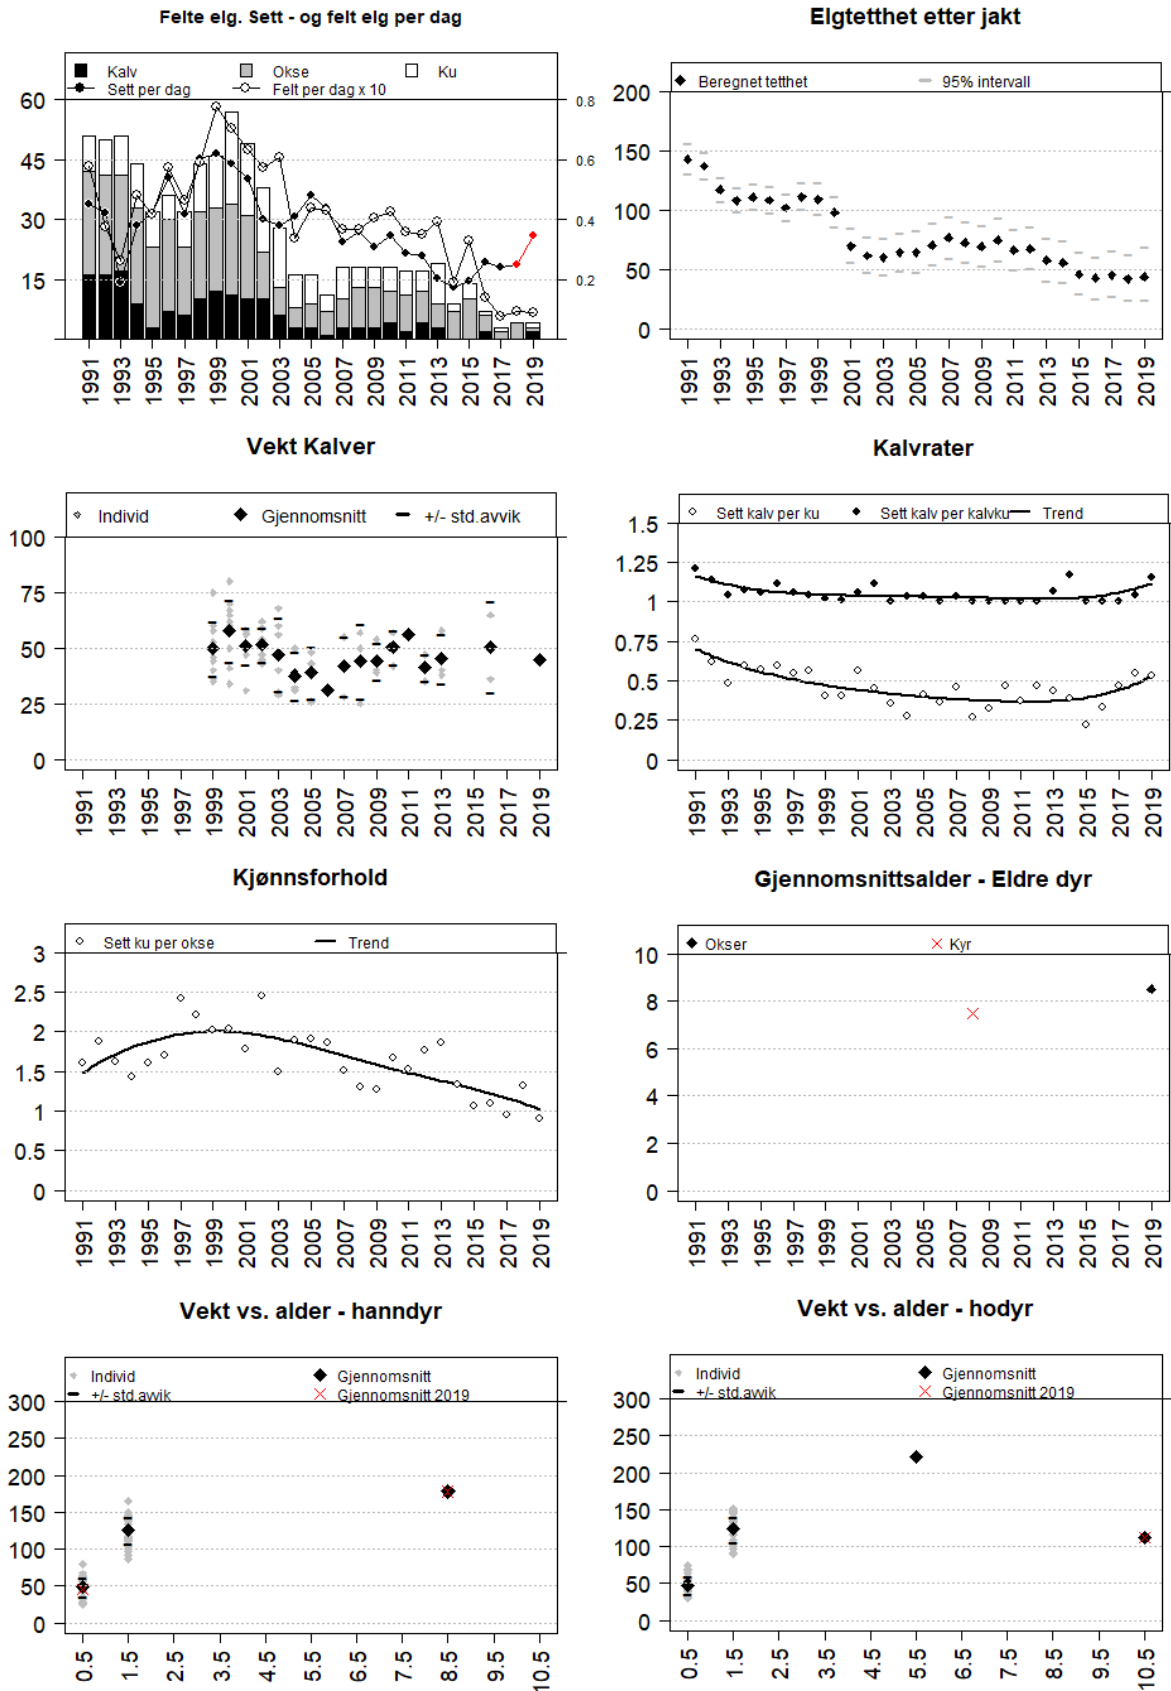 Felte elg. Sett - og felt elg per dag
Kalv Okse Ku
Sett per dag Felt per dag x 10
60 45 30 15
0.8 0.6 0.4 0.2
1991 1993 1995 1997 1999 2001 2003 2005 2007 2009 2011 2013 2015 2017 2019
Elgtetthet etter jakt
Beregnet tetthet 95% intervall
200 150 100 50 0
1991 1993 1995 1997 1999 2001 2003 2005 2007 2009 2011 2013 2015 2017 2019
Vekt Kalver
Individ Gjennomsnitt +/- std.avvik
100 75 50 25 0
1991 1993 1995 1997 1999 2001 2003 2005 2007 2009 2011 2013 2015 2017 2019
Kalvrater
Sett kalv per ku Sett kalv per kalvku Trend
1.5 1.25 1 0.75 0.5 0.25 0
1991 1993 1995 1997 1999 2001 2003 2005 2007 2009 2011 2013 2015 2017 2019
Kjønnsforhold
Sett ku per okse Trend
3 2.5 2 1.5 1 0.5 0
1991 1993 1995 1997 1999 2001 2003 2005 2007 2009 2011 2013 2015 2017 2019
Gjennomsnittsalder - Eldre dyr
Okser Kyr
10 8 6 4 2 0
1991 1993 1995 1997 1999 2001 2003 2005 2007 2009 2011 2013 2015 2017 2019
Vekt vs. alder - hanndyr
Individ Gjennomsnitt
+/- std.avvik Gjennomsnitt 2019
300 250 200 150 100 50 0
0.5 1.5 2.5 3.5 4.5 5.5 6.5 7.5 8.5 9.5 10.5
Vekt vs. alder - hodyr
Individ Gjennomsnitt
+/- std.avvik Gjennomsnitt 2019
300 250 200 150 100 50 0
0.5 1.5 2.5 3.5 4.5 5.5 6.5 7.5 8.5 9.5 10.5